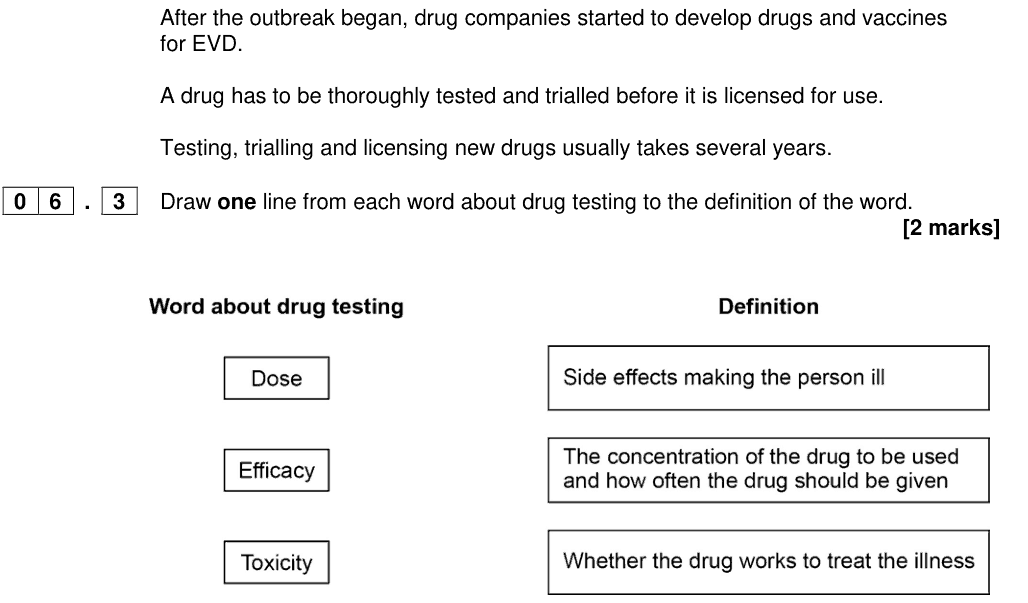 After the outbreak began, drug companies started to develop drugs and vaccines
for EVD.
A drug has to be thoroughly tested and trialled before it is licensed for use.
Testing, trialling and licensing new drugs usually takes several years.
0 6 . 3 Draw one line from each word about drug testing to the definition of the word.
[2 marks]
Word about drug testing Definition
Dose Side effects making the person ill
Efficacy The concentration of the drug to be used
and how often the drug should be given
Toxicity Whether the drug works to treat the illness